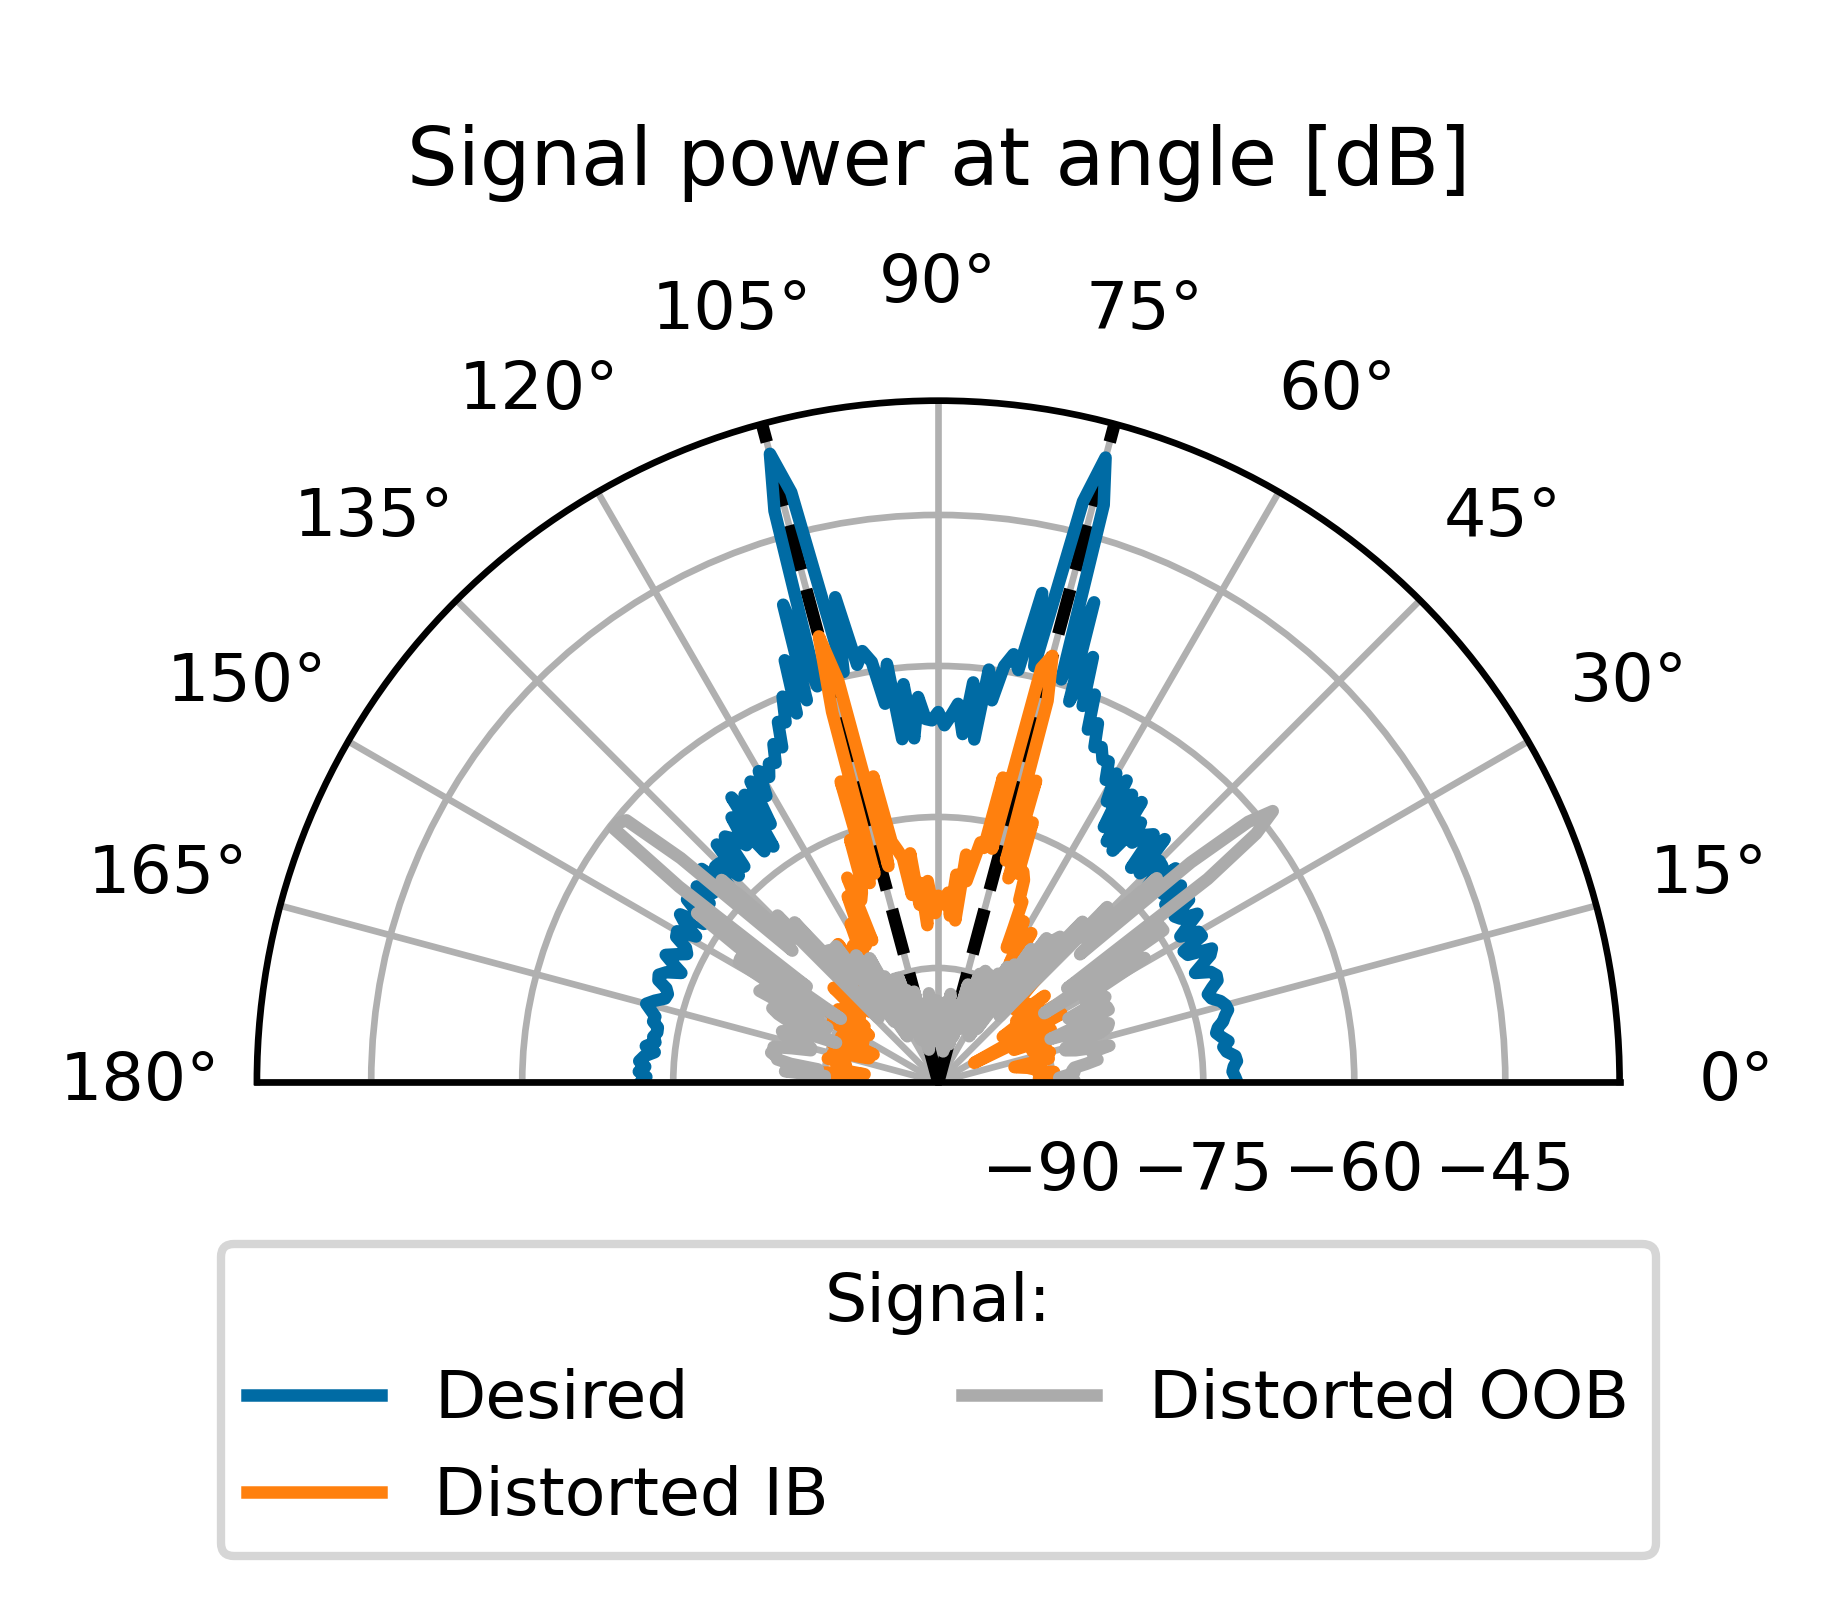 Signal power at angle [dB]
90°
105° 75°
120° 60°
135° 45°
150° 30°
165° 15°
180° 0°
−90 −75 −60 −45
Signal:
Desired Distorted OOB
Distorted IB